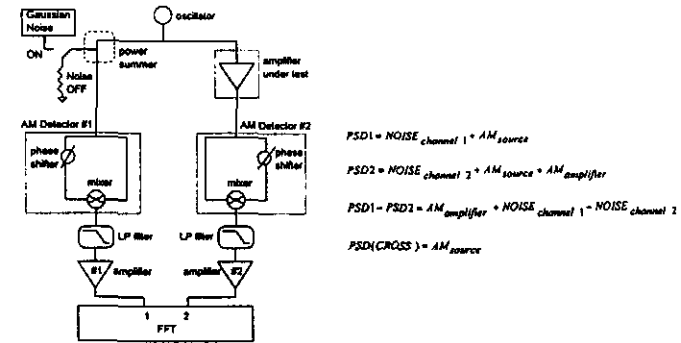 Gaussian
Noise
ON
Noise
OFF
oscillator
power
summer
amplifier
under test
AM Detector #1
phase
shifter
mixer
LP filter
#1 amplifier
AM Detector #2
phase
shifter
mixer
LP filter
amplifier #2
1 2
FFT
PSD1 = NOISE channel 1 + AM source
PSD2 = NOISE channel 2 + AM source + AM amplifier
PSD1 - PSD2 = AM amplifier + NOISE channel 1 - NOISE channel 2
PSD(CROSS) = AM source